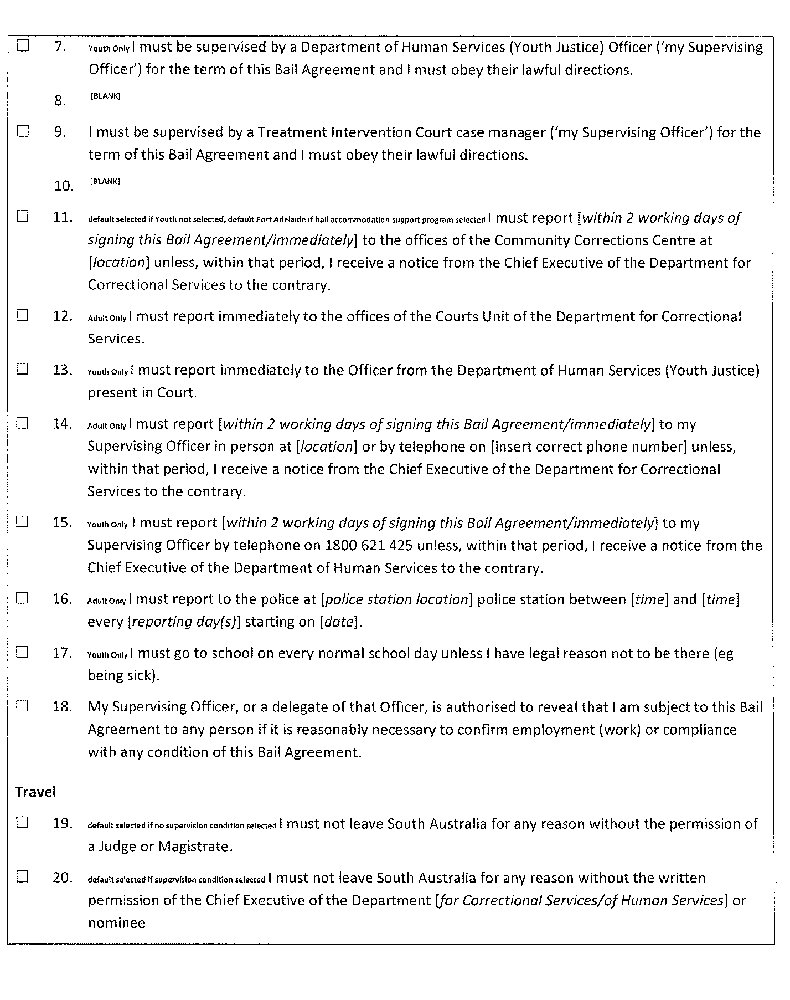 ☐ 7. Youth Only I must be supervised by a Department of Human Services (Youth Justice) Officer ('my Supervising
Officer') for the term of this Bail Agreement and I must obey their lawful directions.
8. [BLANK]
☐ 9. I must be supervised by a Treatment Intervention Court case manager ('my Supervising Officer') for the
term of this Bail Agreement and I must obey their lawful directions.
10. [BLANK]
☐ 11. default selected if Youth not selected, default Port Adelaide if bail accommodation support program selected I must report [within 2 working days of
signing this Bail Agreement/immediately] to the offices of the Community Corrections Centre at
[location] unless, within that period, I receive a notice from the Chief Executive of the Department for
Correctional Services to the contrary.
☐ 12. Adult Only I must report immediately to the offices of the Courts Unit of the Department for Correctional
Services.
☐ 13. Youth Only I must report immediately to the Officer from the Department of Human Services (Youth Justice)
present in Court.
☐ 14. Adult Only I must report [within 2 working days of signing this Bail Agreement/immediately] to my
Supervising Officer in person at [location] or by telephone on [insert correct phone number] unless,
within that period, I receive a notice from the Chief Executive of the Department for Correctional
Services to the contrary.
☐ 15. Youth Only I must report [within 2 working days of signing this Bail Agreement/immediately] to my
Supervising Officer by telephone on 1800 621 425 unless, within that period, I receive a notice from the
Chief Executive of the Department of Human Services to the contrary.
☐ 16. Adult Only I must report to the police at [police station location] police station between [time] and [time]
every [reporting day(s)] starting on [date].
☐ 17. Youth Only I must go to school on every normal school day unless I have legal reason not to be there (eg
being sick).
☐ 18. My Supervising Officer, or a delegate of that Officer, is authorised to reveal that I am subject to this Bail
Agreement to any person if it is reasonably necessary to confirm employment (work) or compliance
with any condition of this Bail Agreement.
Travel
☐ 19. default selected if no supervision condition selected I must not leave South Australia for any reason without the permission of
a Judge or Magistrate.
☐ 20. default selected if supervision condition selected I must not leave South Australia for any reason without the written
permission of the Chief Executive of the Department [for Correctional Services/of Human Services] or
nominee